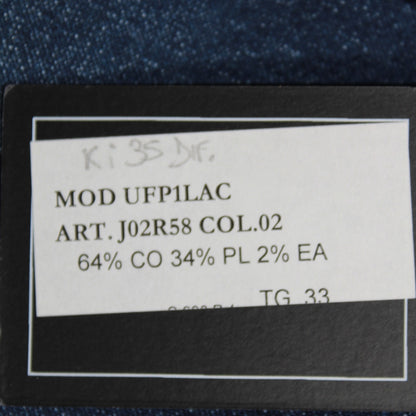 Ki 35 DIF.
MOD UFP1LAC
ART. J02R58 COL.02
64% CO 34% PL 2% EA
TG 33